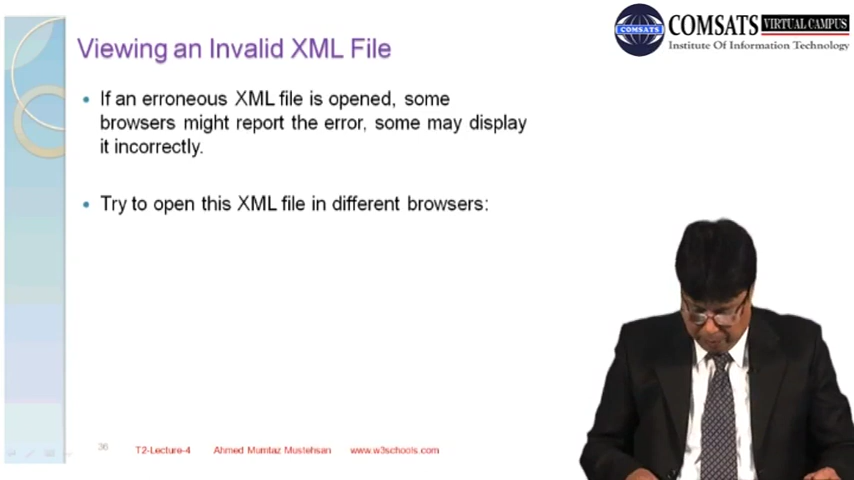 Viewing an Invalid XML File
COMSATS
COMSATS VIRTUAL CAMPUS
Institute Of Information Technology
If an erroneous XML file is opened, some
browsers might report the error, some may display
it incorrectly.
Try to open this XML file in different browsers:
36
T2-Lecture-4 Ahmed Mumtaz Mustehsan www.w3schools.com